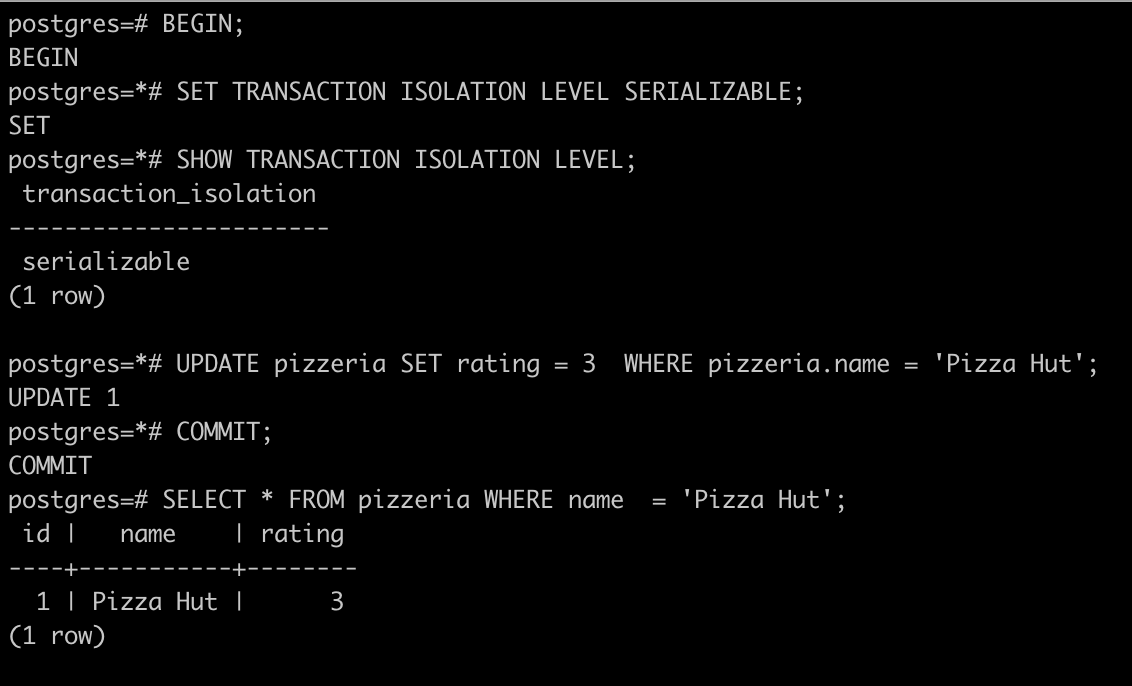 postgres=# BEGIN;
BEGIN
postgres=*# SET TRANSACTION ISOLATION LEVEL SERIALIZABLE;
SET
postgres=*# SHOW TRANSACTION ISOLATION LEVEL;
 transaction_isolation
-----------------------
 serializable
(1 row)

postgres=*# UPDATE pizzeria SET rating = 3  WHERE pizzeria.name = 'Pizza Hut';
UPDATE 1
postgres=*# COMMIT;
COMMIT
postgres=# SELECT * FROM pizzeria WHERE name  = 'Pizza Hut';
 id |   name    | rating
----+-----------+--------
  1 | Pizza Hut |      3
(1 row)